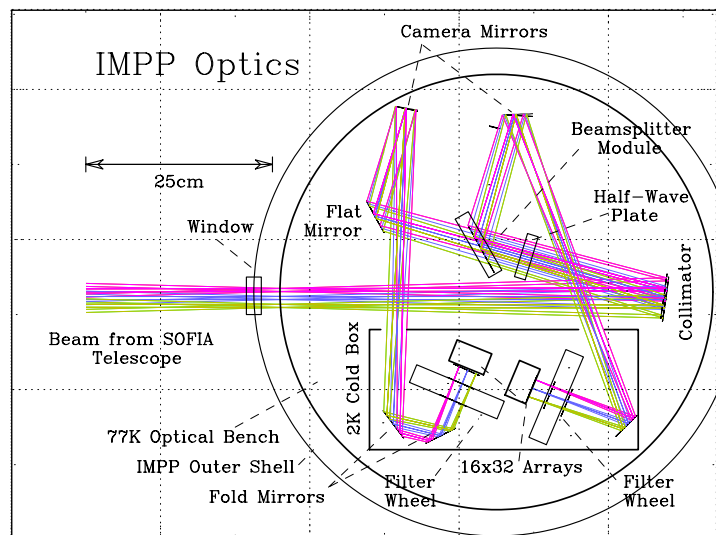 Camera Mirrors
IMPP Optics
Beamsplitter
Module
25cm
Half-Wave
Plate
Window
Flat
Mirror
Collimator
Beam from SOFIA
Telescope
2K Cold Box
77K Optical Bench
IMPP Outer Shell
16x32 Arrays
Fold Mirrors
Filter
Wheel
Filter
Wheel